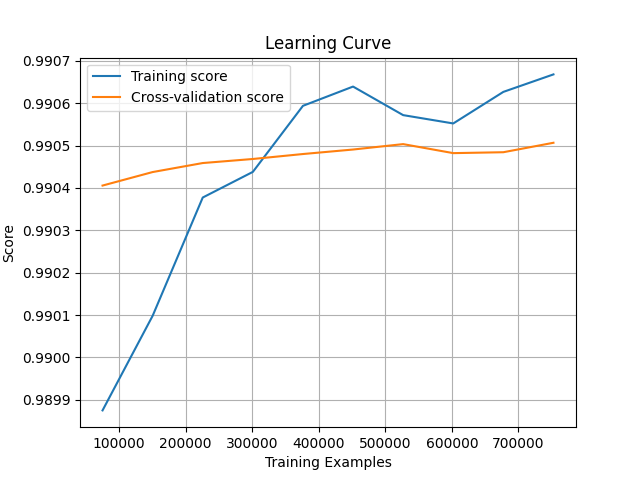 Learning Curve
Training score
Cross-validation score
0.9907
0.9906
0.9905
0.9904
0.9903
0.9902
0.9901
0.9900
0.9899
Score
100000 200000 300000 400000 500000 600000 700000
Training Examples